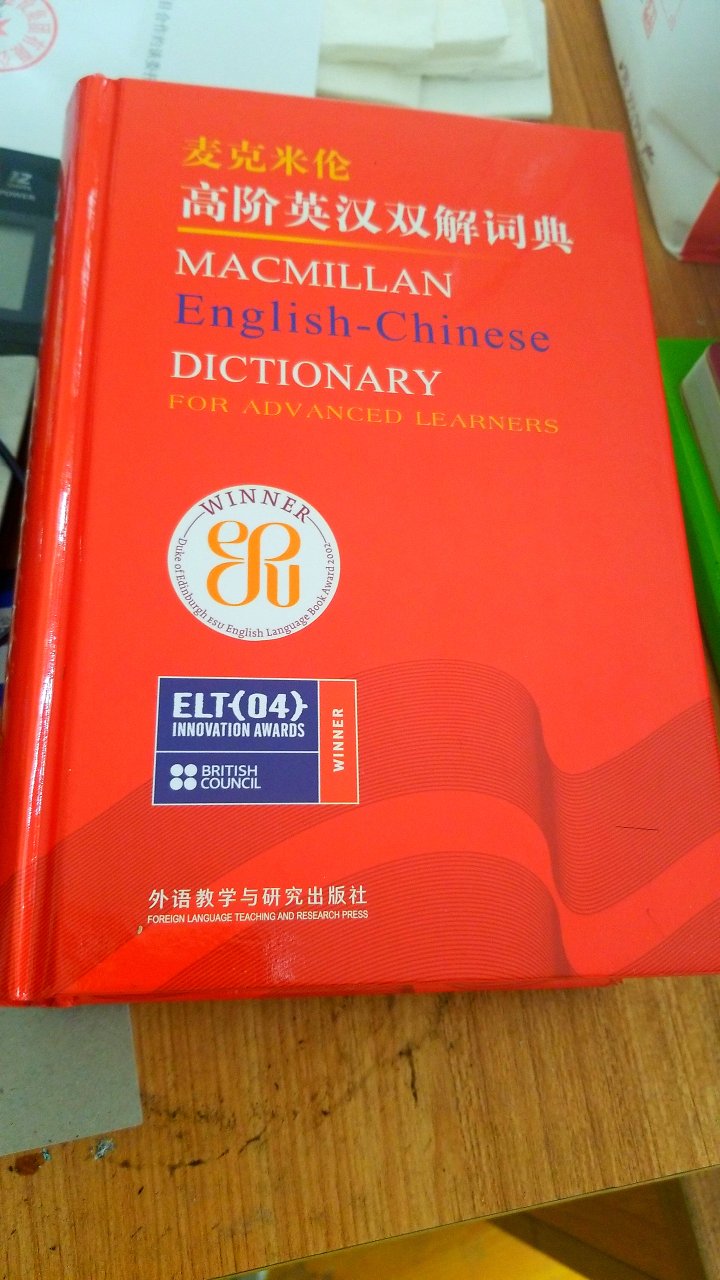 麦克米伦
高阶英汉双解词典
MACMILLAN
English-Chinese
DICTIONARY
FOR ADVANCED LEARNERS
WINNER
Duke of Edinburgh ESU English Language Book Award 2002
ELT{04}
INNOVATION AWARDS
WINNER
BRITISH
COUNCIL
外语教学与研究出版社
FOREIGN LANGUAGE TEACHING AND RESEARCH PRESS
POWER